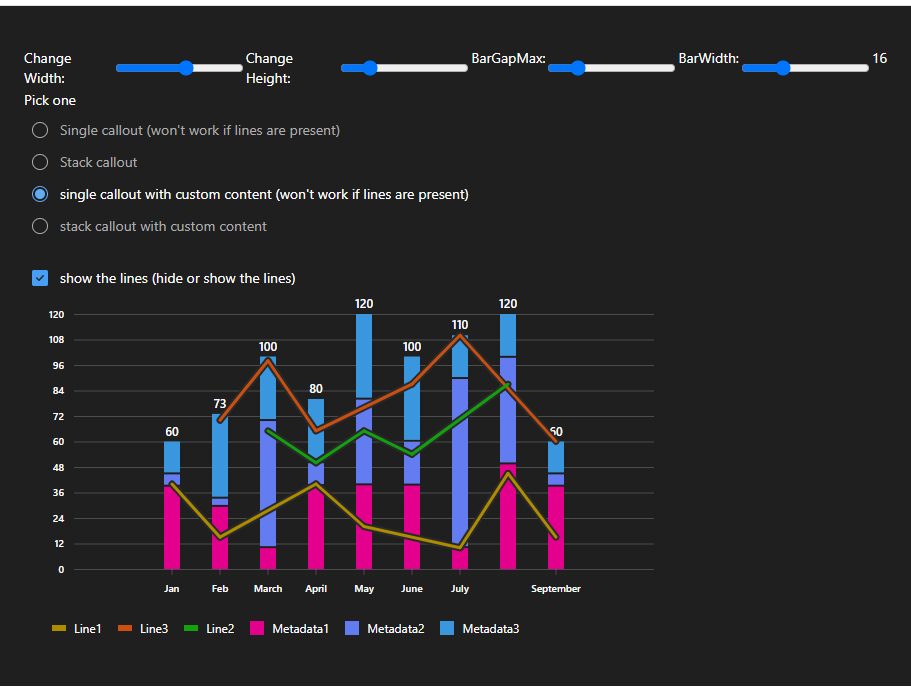 Change Width:
Change Height:
BarGapMax:
BarWidth:
16
Pick one
Single callout (won't work if lines are present)
Stack callout
single callout with custom content (won't work if lines are present)
stack callout with custom content
show the lines (hide or show the lines)
120
108
96
84
72
60
48
36
24
12
0
60
73
100
80
120
100
110
120
60
Jan Feb March April May June July September
Line1 Line3 Line2 Metadata1 Metadata2 Metadata3